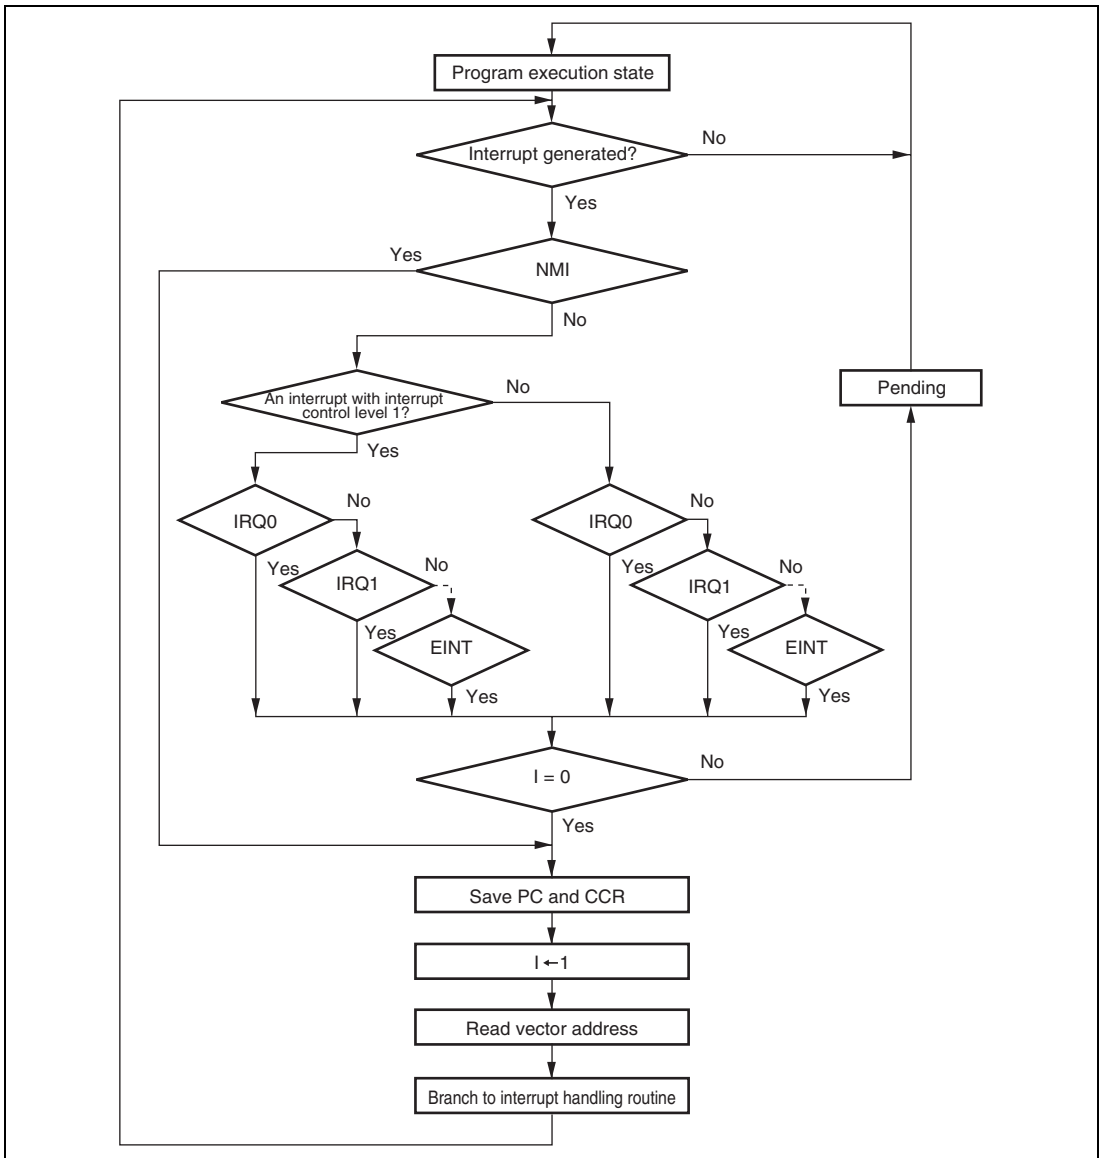 Program execution state
Interrupt generated?
No
Yes
Yes
NMI
No
An interrupt with interrupt
control level 1?
No
Yes
Pending
IRQ0
No
Yes
IRQ1
No
Yes
EINT
Yes
IRQ0
No
Yes
IRQ1
No
Yes
EINT
Yes
I = 0
No
Yes
Save PC and CCR
I ←1
Read vector address
Branch to interrupt handling routine